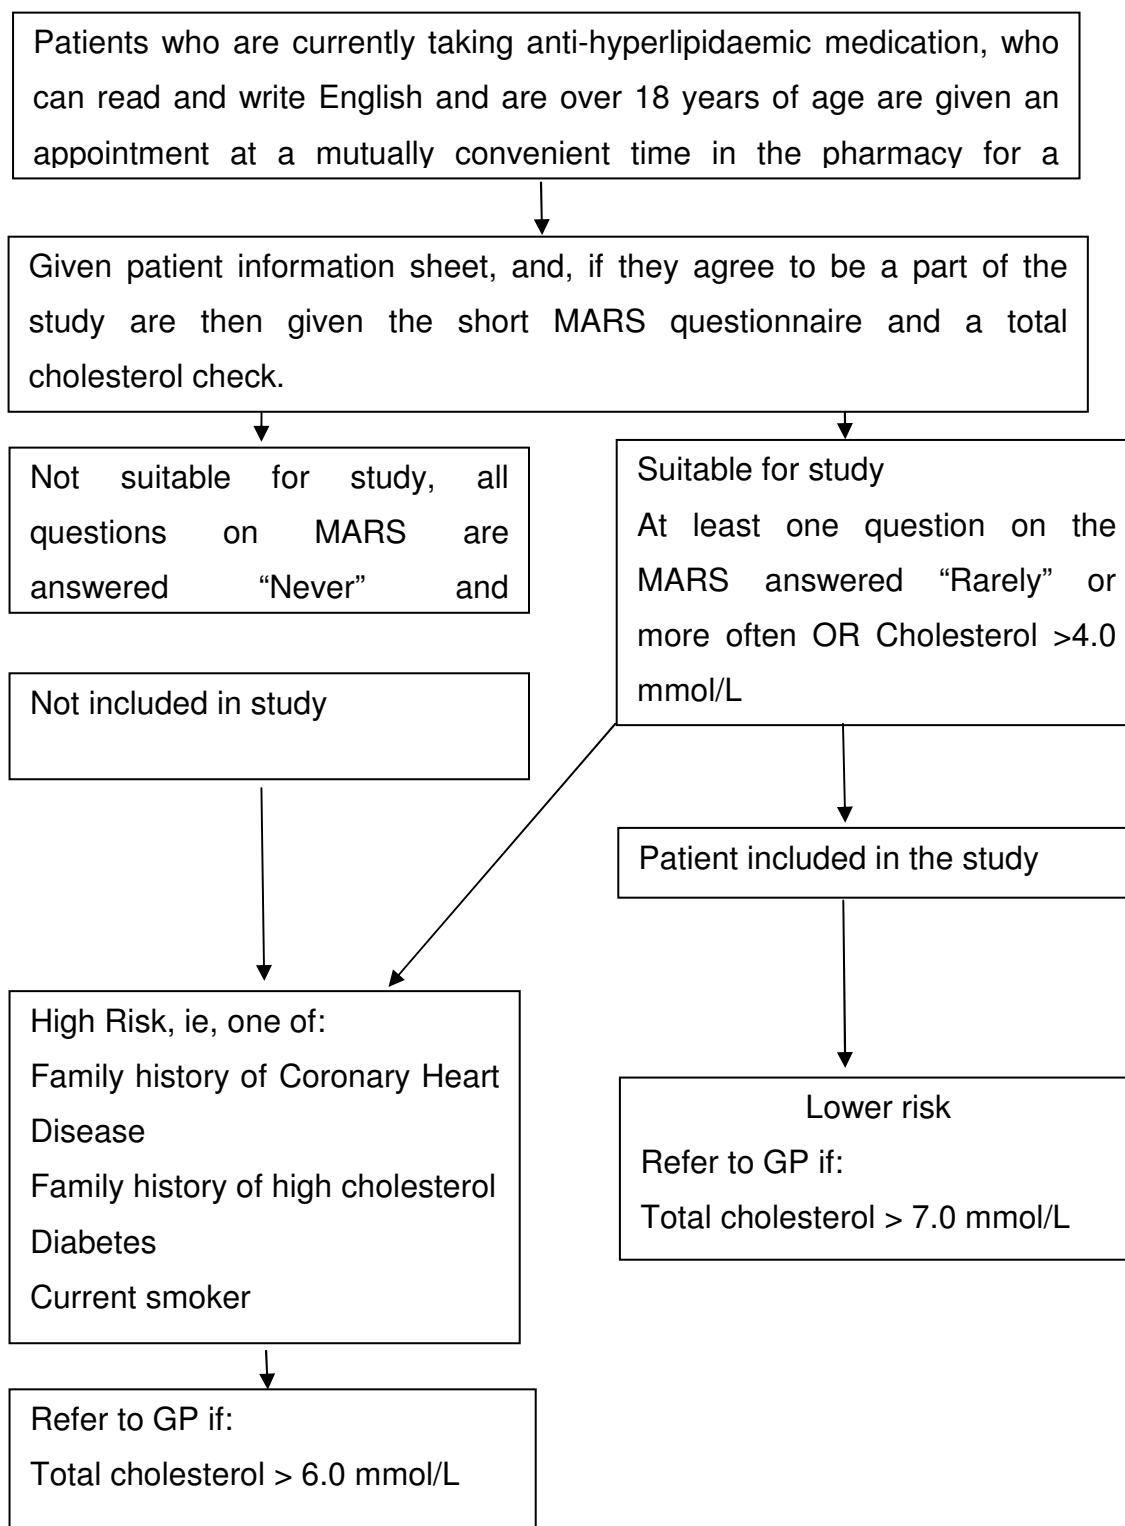 Patients who are currently taking anti-hyperlipidaemic medication, who
can read and write English and are over 18 years of age are given an
appointment at a mutually convenient time in the pharmacy for a
Given patient information sheet, and, if they agree to be a part of the
study are then given the short MARS questionnaire and a total
cholesterol check.
Not suitable for study, all
questions on MARS are
answered “Never” and
Suitable for study
At least one question on the
MARS answered “Rarely” or
more often OR Cholesterol >4.0
mmol/L
Not included in study
Patient included in the study
High Risk, ie, one of:
Family history of Coronary Heart
Disease
Family history of high cholesterol
Diabetes
Current smoker
Lower risk
Refer to GP if:
Total cholesterol > 7.0 mmol/L
Refer to GP if:
Total cholesterol > 6.0 mmol/L